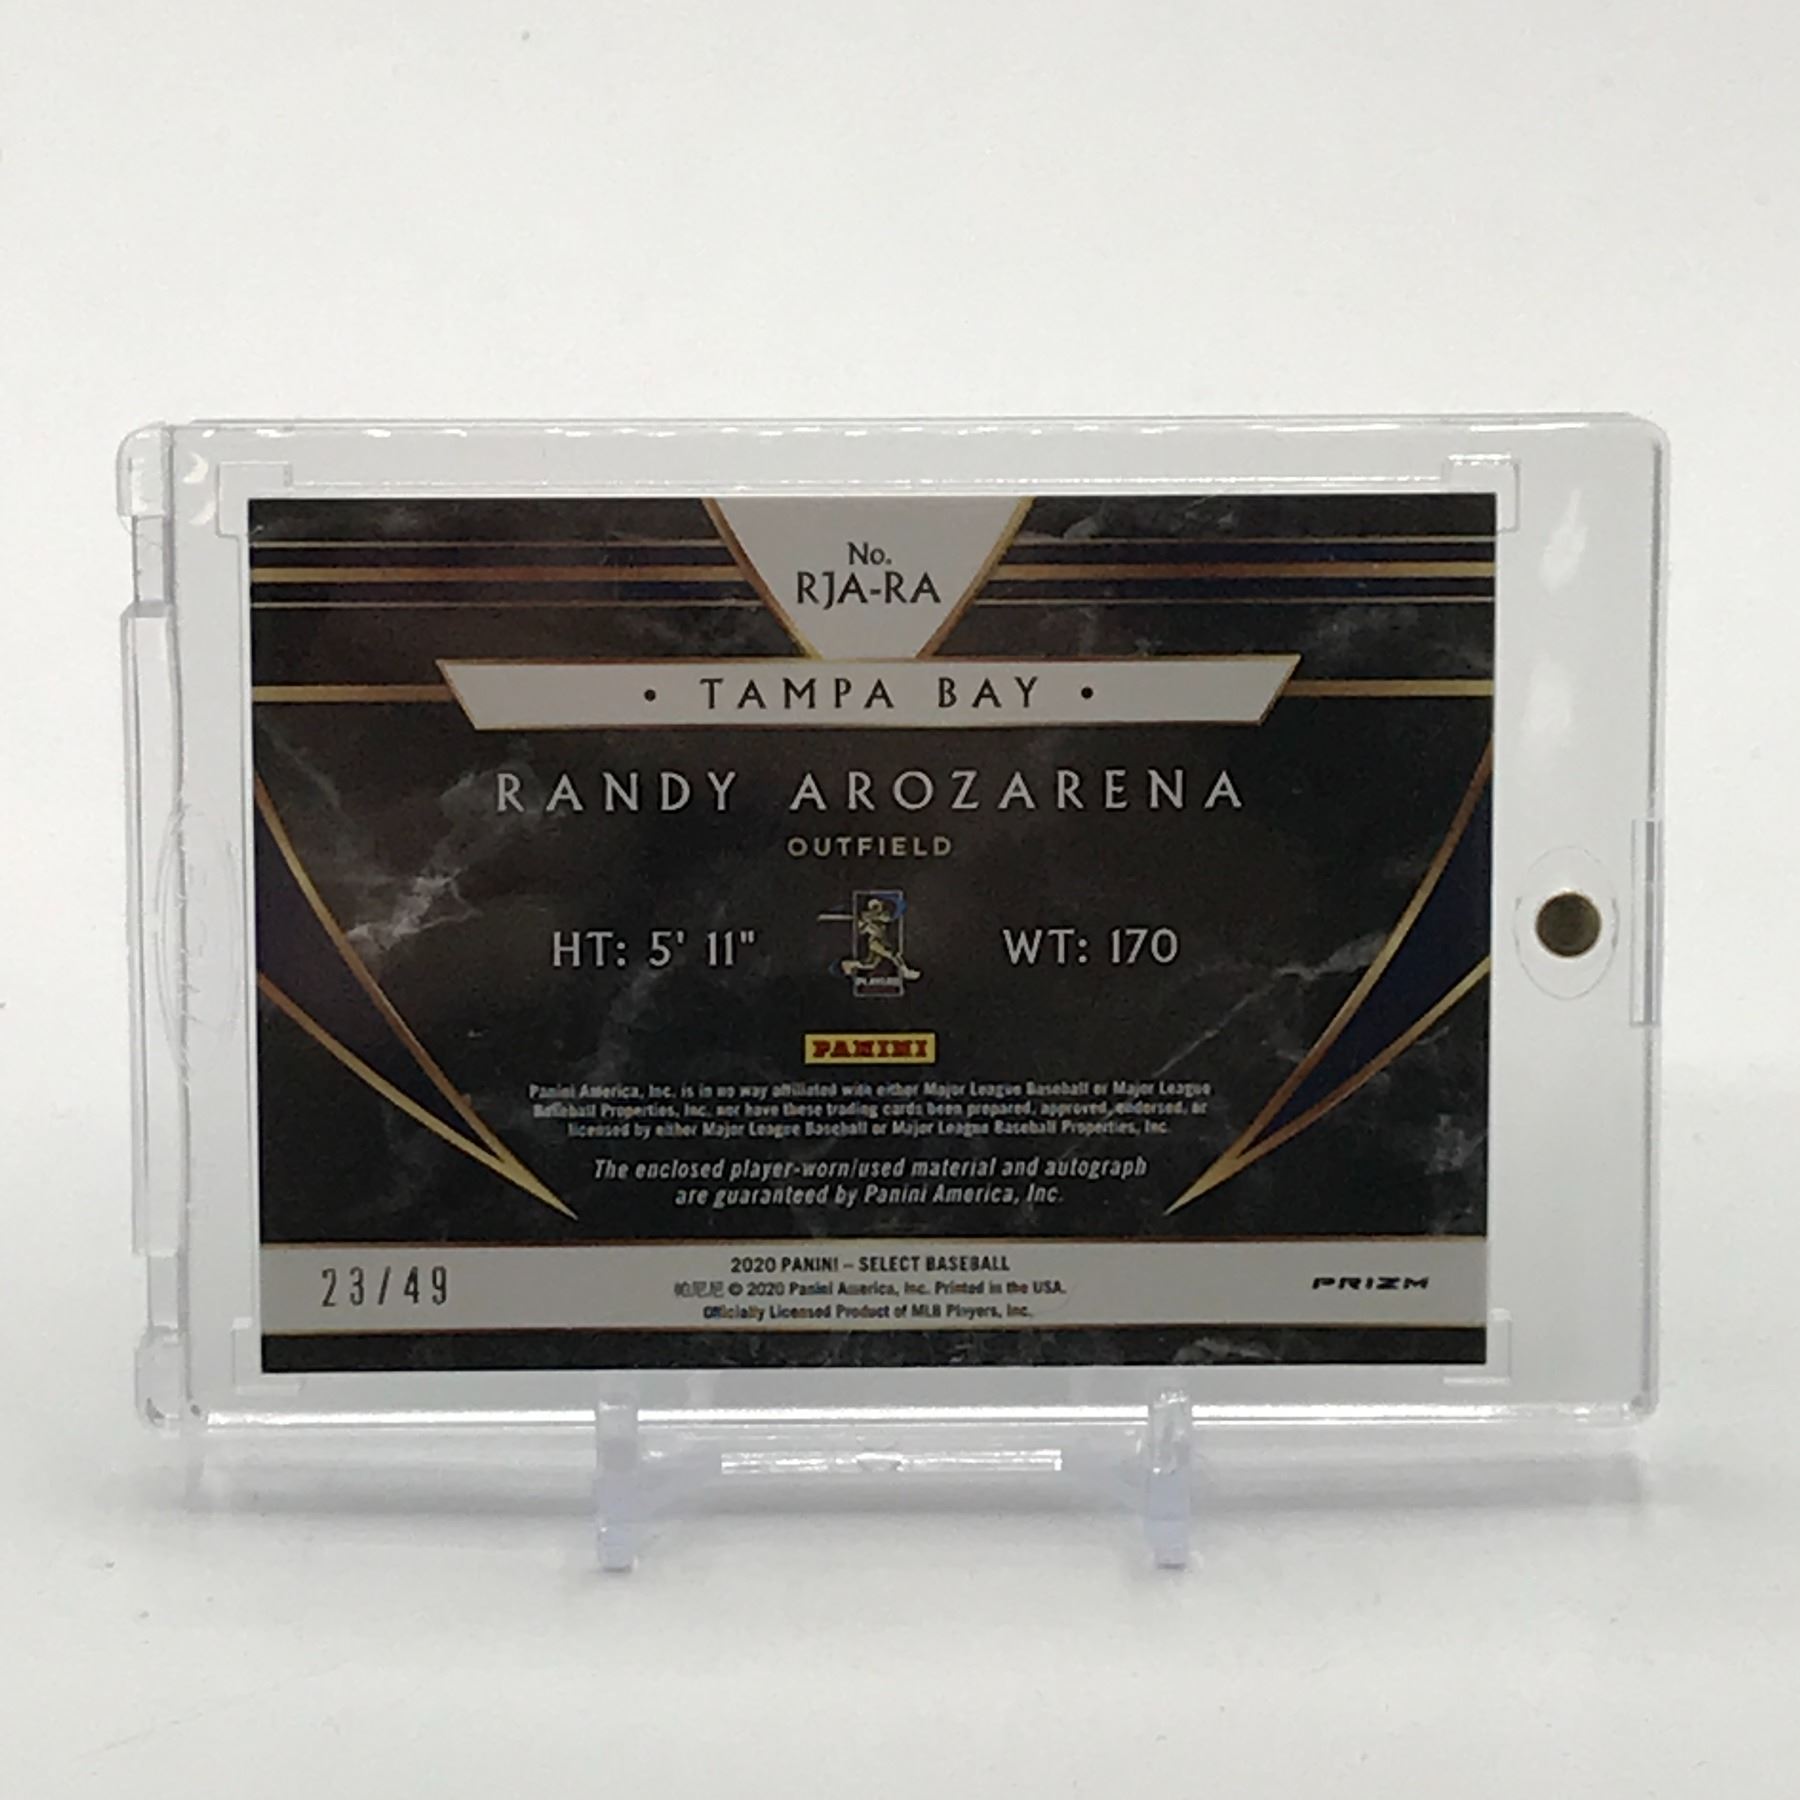 No.
RJA-RA
• TAMPA BAY •
RANDY AROZARENA
OUTFIELD
HT: 5' 11"
WT: 170
PLAYERS
PANINI
Panini America, Inc. is in no way affiliated with either Major League Baseball or Major League
Baseball Properties, Inc. nor have these trading cards been prepared, approved, endorsed, or
licensed by either Major League Baseball or Major League Baseball Properties, Inc.
The enclosed player-worn/used material and autograph
are guaranteed by Panini America, Inc.
23/49
2020 PANINI – SELECT BASEBALL
帕尼尼 © 2020 Panini America, Inc. Printed in the USA.
Officially Licensed Product of MLB Players, Inc.
PRIZM